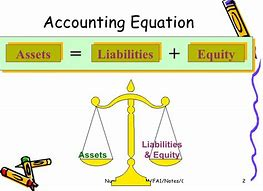 Accounting Equation
Assets = Liabilities + Equity
Liabilities
Assets & Equity
2